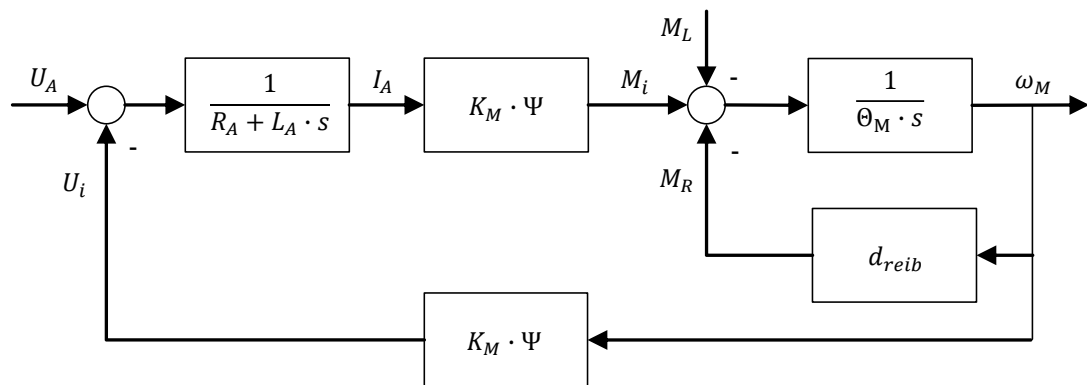 M_L
U_A
-
1
R_A + L_A · s
I_A
K_M · Ψ
M_i
-
1
Θ_M · s
ω_M
-
U_i
M_R
-
d_reib
K_M · Ψ